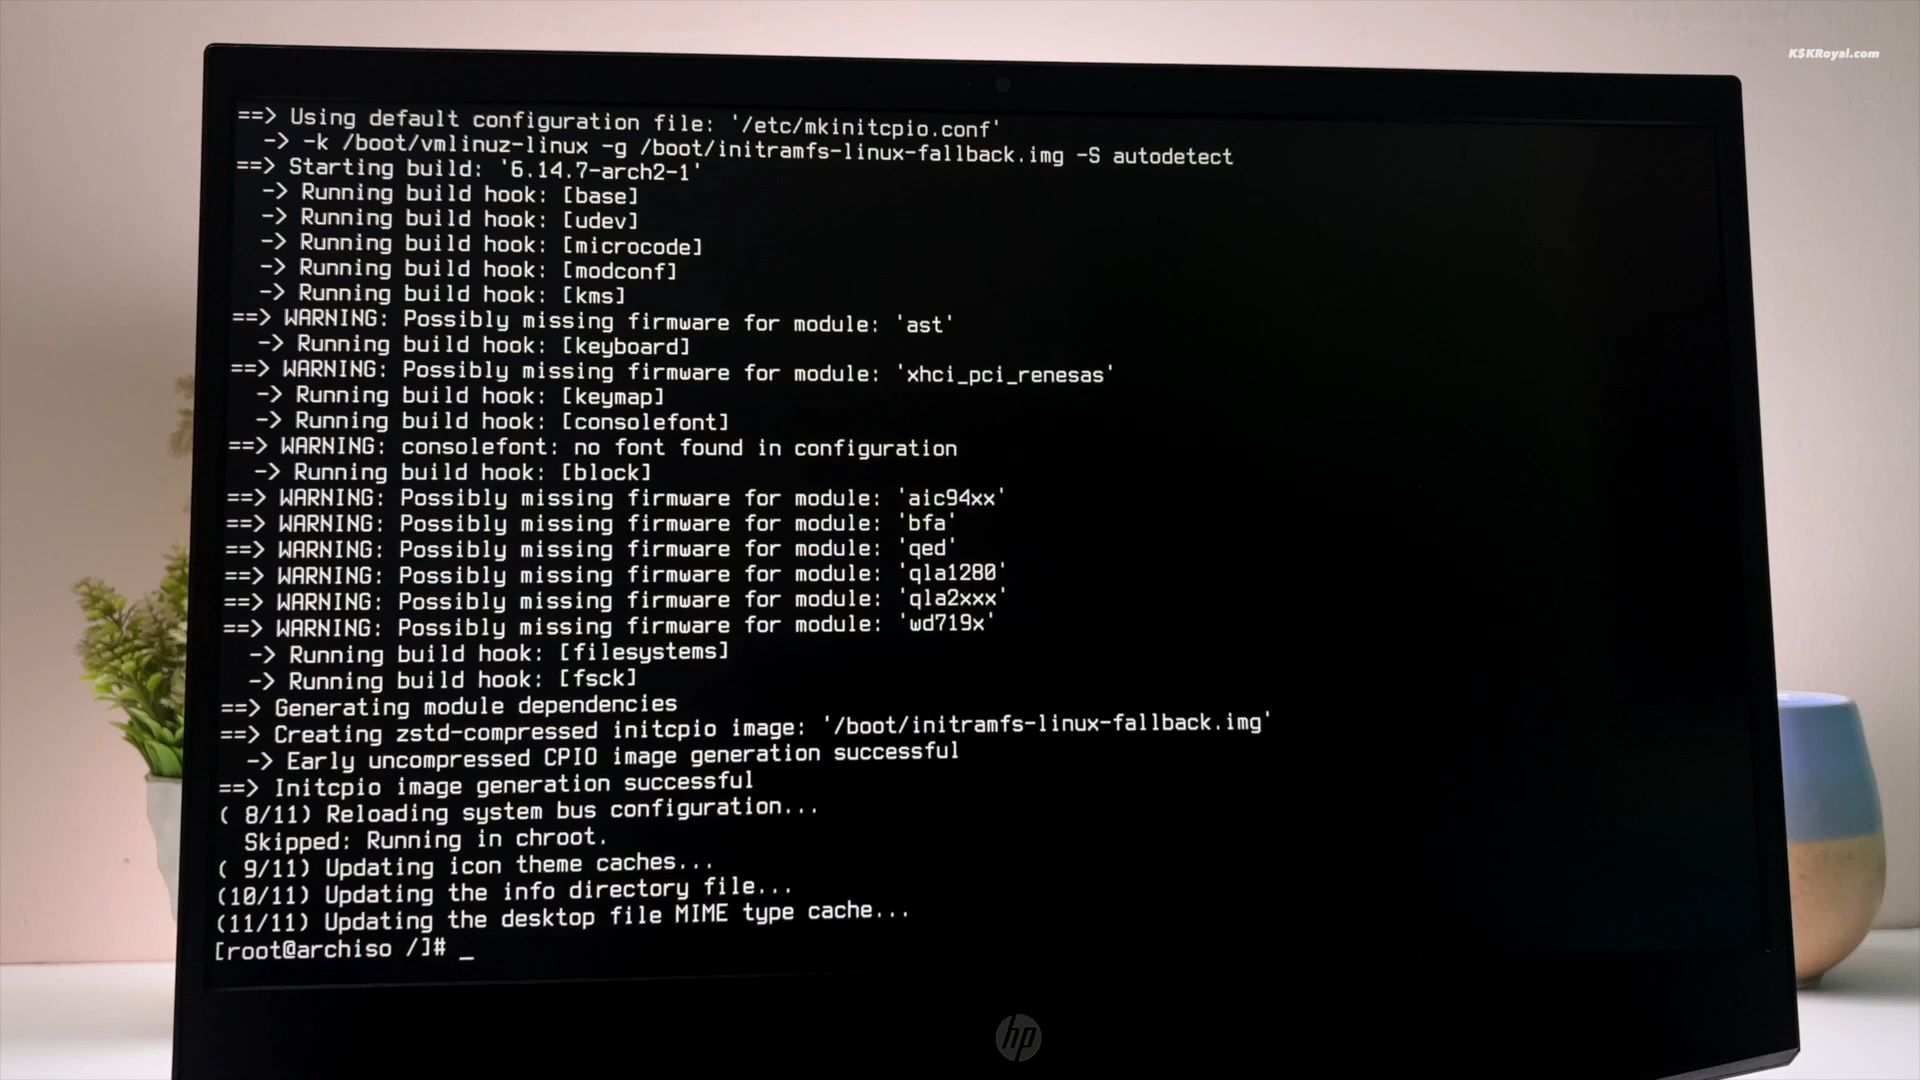 K$KRoyal.com
==> Using default configuration file: '/etc/mkinitcpio.conf'
-> -k /boot/vmlinuz-linux -g /boot/initramfs-linux-fallback.img -S autodetect
==> Starting build: '6.14.7-arch2-1'
-> Running build hook: [base]
-> Running build hook: [udev]
-> Running build hook: [microcode]
-> Running build hook: [modconf]
-> Running build hook: [kms]
==> WARNING: Possibly missing firmware for module: 'ast'
-> Running build hook: [keyboard]
==> WARNING: Possibly missing firmware for module: 'xhci_pci_renesas'
-> Running build hook: [keymap]
-> Running build hook: [consolefont]
==> WARNING: consolefont: no font found in configuration
-> Running build hook: [block]
==> WARNING: Possibly missing firmware for module: 'aic94xx'
==> WARNING: Possibly missing firmware for module: 'bfa'
==> WARNING: Possibly missing firmware for module: 'qed'
==> WARNING: Possibly missing firmware for module: 'qla1280'
==> WARNING: Possibly missing firmware for module: 'qla2xxx'
==> WARNING: Possibly missing firmware for module: 'wd719x'
-> Running build hook: [filesystems]
-> Running build hook: [fsck]
==> Generating module dependencies
==> Creating zstd-compressed initcpio image: '/boot/initramfs-linux-fallback.img'
-> Early uncompressed CPIO image generation successful
==> Initcpio image generation successful
( 8/11) Reloading system bus configuration...
Skipped: Running in chroot.
( 9/11) Updating icon theme caches...
(10/11) Updating the info directory file...
(11/11) Updating the desktop file MIME type cache...
[root@archiso /]# _
hp